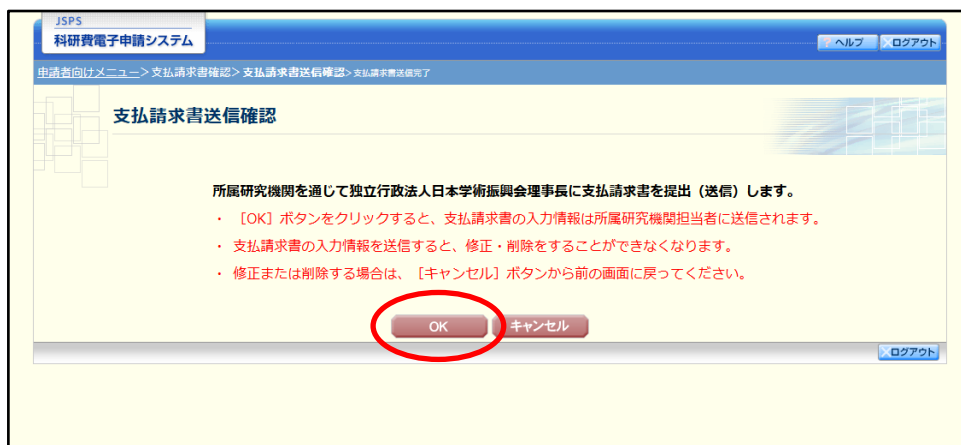 JSPS
科研費電子申請システム
? ヘルプ
×ログアウト
申請者向けメニュー>支払請求書確認>支払請求書送信確認>支払請求書送信完了
支払請求書送信確認
所属研究機関を通じて独立行政法人日本学術振興会理事長に支払請求書を提出（送信）します。
・ ［OK］ボタンをクリックすると、支払請求書の入力情報は所属研究機関担当者に送信されます。
・ 支払請求書の入力情報を送信すると、修正・削除をすることができなくなります。
・ 修正または削除する場合は、［キャンセル］ボタンから前の画面に戻ってください。
OK
キャンセル
×ログアウト